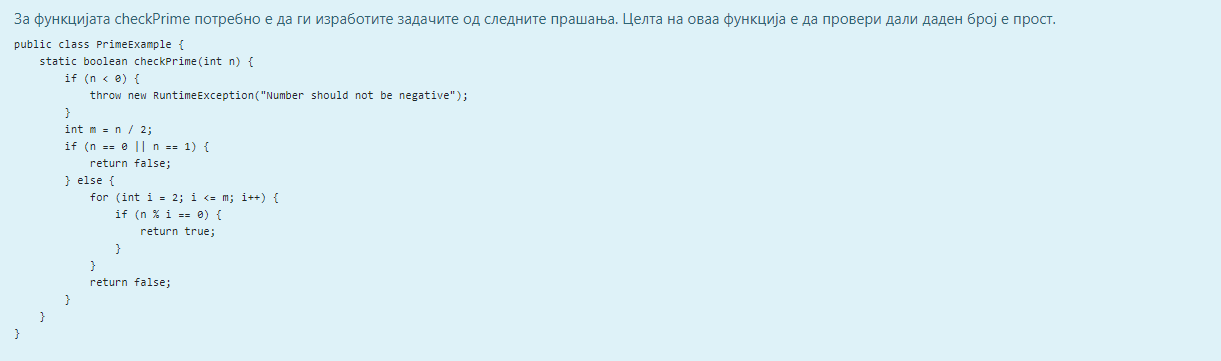 За функцијата checkPrime потребно е да ги изработите задачите од следните прашања. Целта на оваа функција е да провери дали даден број е прост.
public class PrimeExample {
    static boolean checkPrime(int n) {
        if (n < 0) {
            throw new RuntimeException("Number should not be negative");
        }
        int m = n / 2;
        if (n == 0 || n == 1) {
            return false;
        } else {
            for (int i = 2; i <= m; i++) {
                if (n % i == 0) {
                    return true;
                }
            }
            return false;
        }
    }
}